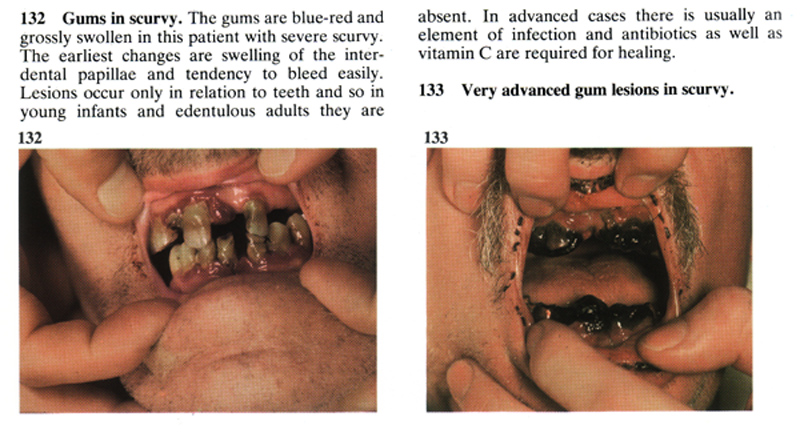 132 Gums in scurvy. The gums are blue-red and
grossly swollen in this patient with severe scurvy.
The earliest changes are swelling of the inter-
dental papillae and tendency to bleed easily.
Lesions occur only in relation to teeth and so in
young infants and edentulous adults they are
132
absent. In advanced cases there is usually an
element of infection and antibiotics as well as
vitamin C are required for healing.
133 Very advanced gum lesions in scurvy.
133